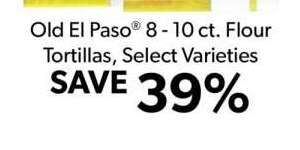 Old El Paso® 8 - 10 ct. Flour
Tortillas, Select Varieties
SAVE 39%